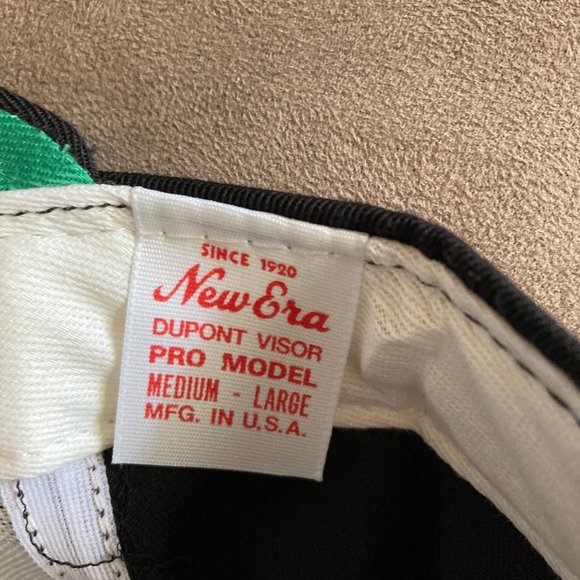 SINCE 1920
New Era
DUPONT VISOR
PRO MODEL
MEDIUM - LARGE
MFG. IN U.S.A.